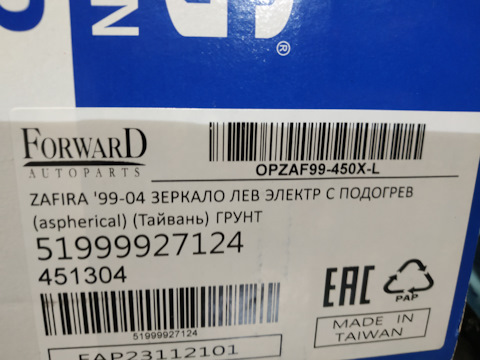 N
®
FORWARD
AUTOPARTS
OPZAF99-450X-L
ZAFIRA '99-04 ЗЕРКАЛО ЛЕВ ЭЛЕКТР С ПОДОГРЕВ
(aspherical) (Тайвань) ГРУНТ
51999927124
451304
51999927124
EAC
PAP
MADE IN
TAIWAN
EAP23112101